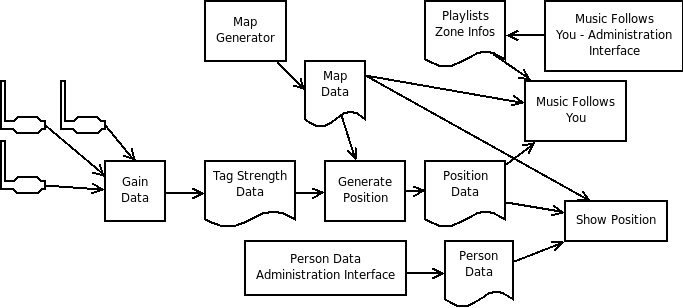 Map
Generator
Playlists
Zone Infos
Music Follows
You - Administration
Interface
Map
Data
Music Follows
You
Gain
Data
Tag Strength
Data
Generate
Position
Position
Data
Show Position
Person Data
Administration Interface
Person
Data